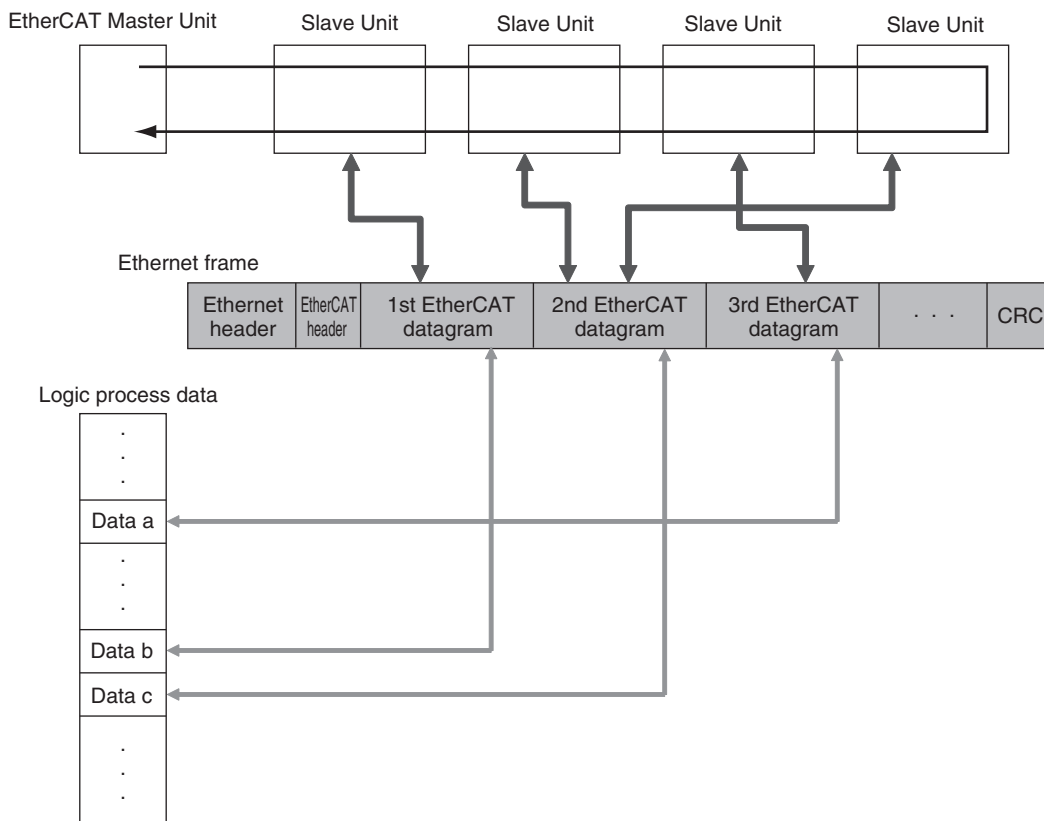 EtherCAT Master Unit
Slave Unit
Slave Unit
Slave Unit
Slave Unit
Ethernet frame
Ethernet
header
EtherCAT
header
1st EtherCAT
datagram
2nd EtherCAT
datagram
3rd EtherCAT
datagram
· · ·
CRC
Logic process data
.
.
.
Data a
.
.
.
Data b
Data c
.
.
.